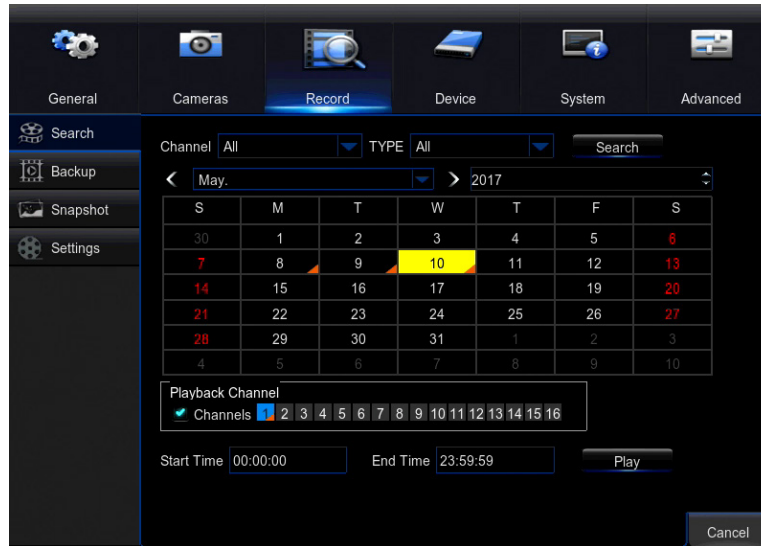 General Cameras Record Device System Advanced
Search
Backup
Snapshot
Settings
Channel All TYPE All Search
May. 2017
S M T W T F S
30 1 2 3 4 5 6
7 8 9 10 11 12 13
14 15 16 17 18 19 20
21 22 23 24 25 26 27
28 29 30 31 1 2 3
4 5 6 7 8 9 10
Playback Channel
Channels 1 2 3 4 5 6 7 8 9 10 11 12 13 14 15 16
Start Time 00:00:00 End Time 23:59:59 Play
Cancel